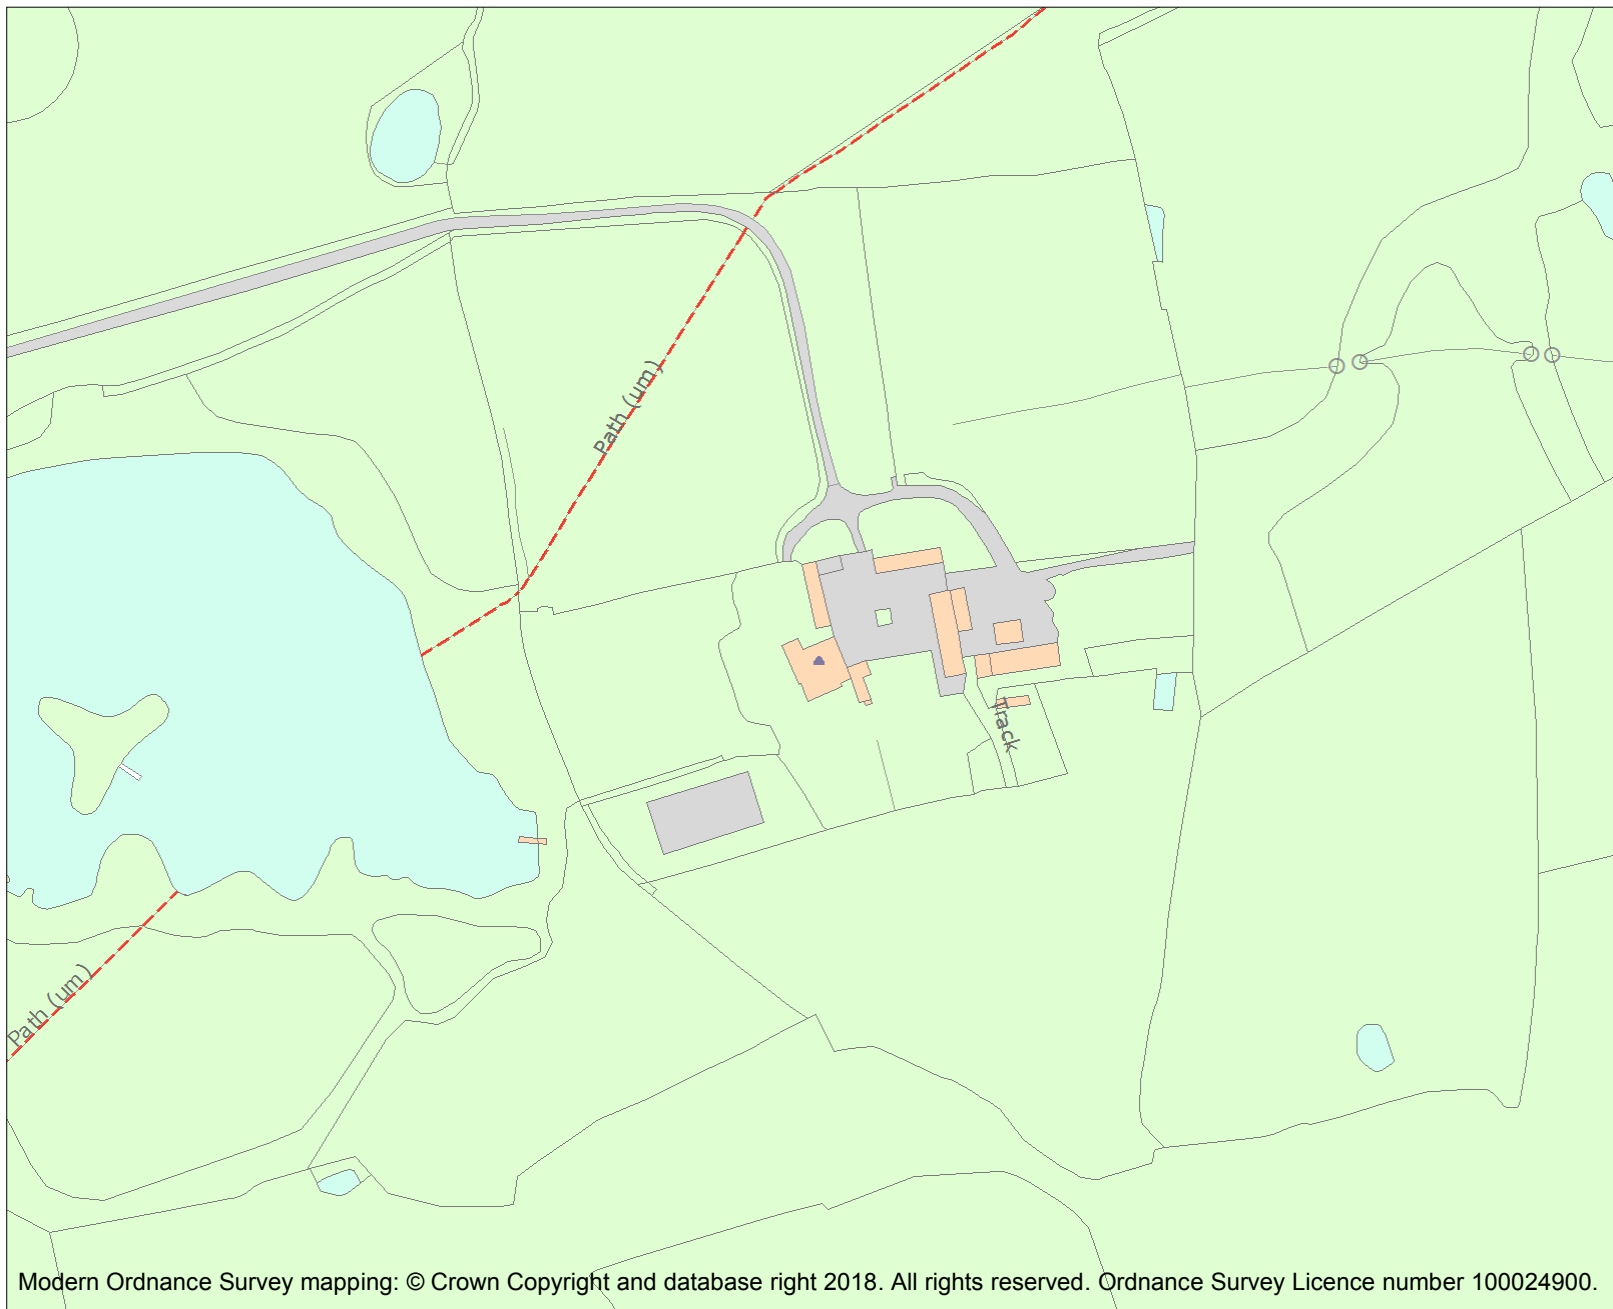 Path (um)
Track
Path (um)
Modern Ordnance Survey mapping: © Crown Copyright and database right 2018. All rights reserved. Ordnance Survey Licence number 100024900.